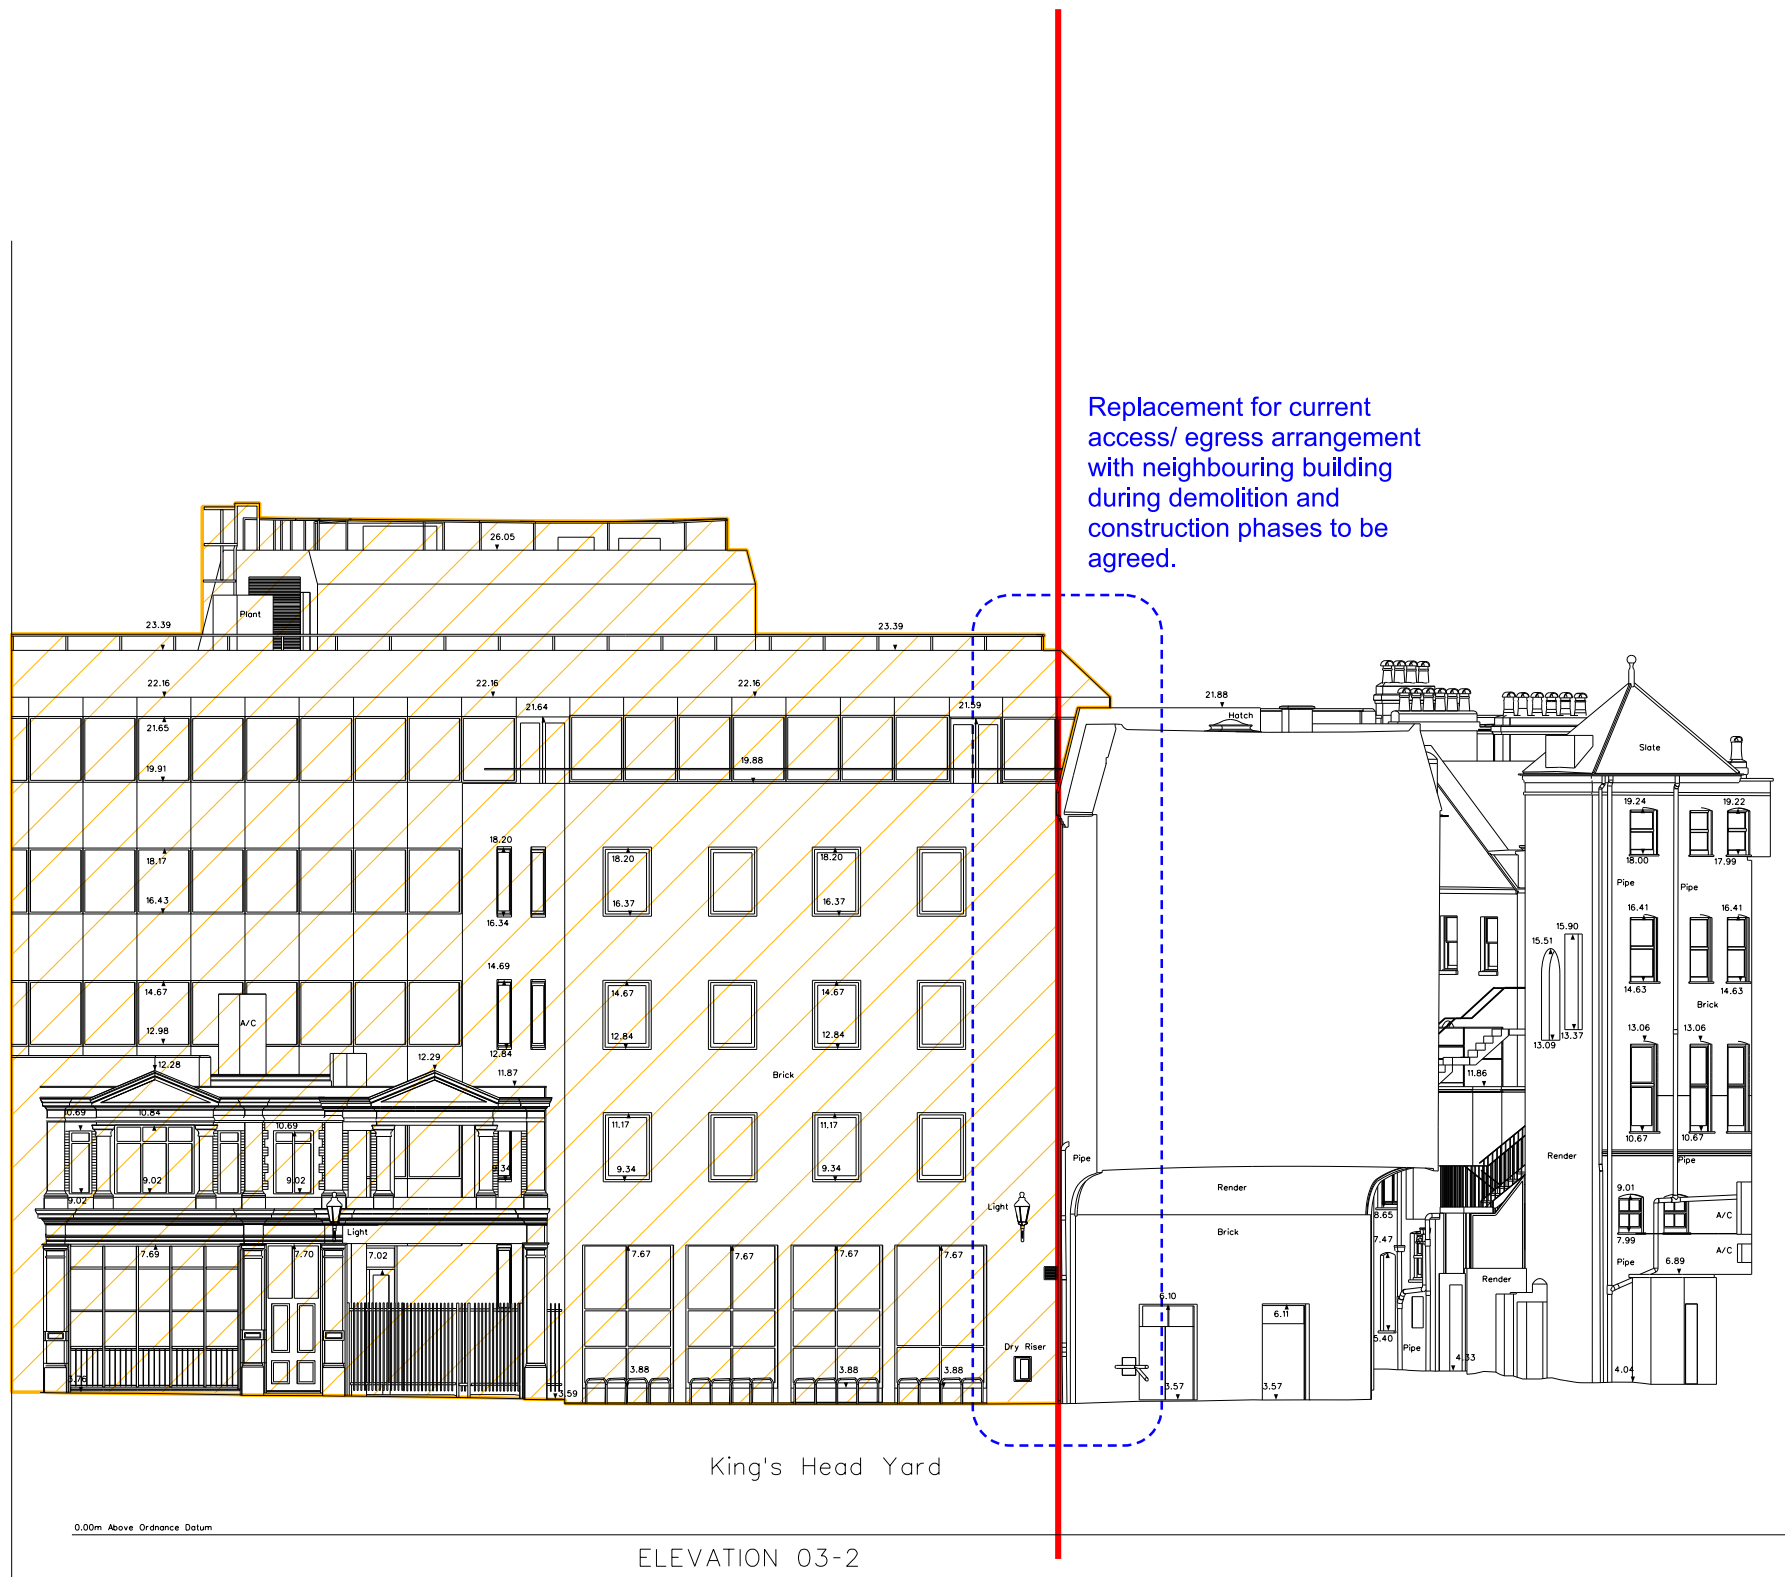 Replacement for current
access/ egress arrangement
with neighbouring building
during demolition and
construction phases to be
agreed.
26.05
Plant
23.39
23.39
22.16
22.16
22.16
21.88
21.65
21.64
21.59
Hatch
Slate
19.91
19.88
19.24
19.22
18.20
18.17
18.20
18.20
18.00
17.99
Pipe
Pipe
16.43
16.37
16.37
16.34
16.41
16.41
15.90
15.51
14.69
14.67
14.67
14.67
14.63
14.63
A/C
Brick
12.98
12.84
12.84
12.84
13.37
13.09
13.06
13.06
12.28
12.29
11.87
Brick
11.86
10.69
10.84
10.69
11.17
11.17
10.67
10.67
Pipe
Render
Pipe
9.34
9.34
9.34
9.02
9.02
9.02
Render
9.01
Light
Light
Brick
8.65
A/C
7.69
7.70
7.02
7.67
7.67
7.67
7.67
7.47
7.99
A/C
Pipe
6.89
Render
6.10
6.11
Dry Riser
5.40
Pipe
4.33
4.04
3.76
3.59
3.88
3.88
3.88
3.57
3.57
King's Head Yard
0.00m Above Ordnance Datum
ELEVATION 03-2